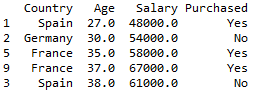 Country Age Salary Purchased
1 Spain 27.0 48000.0 Yes
2 Germany 30.0 54000.0 No
5 France 35.0 58000.0 Yes
9 France 37.0 67000.0 Yes
3 Spain 38.0 61000.0 No